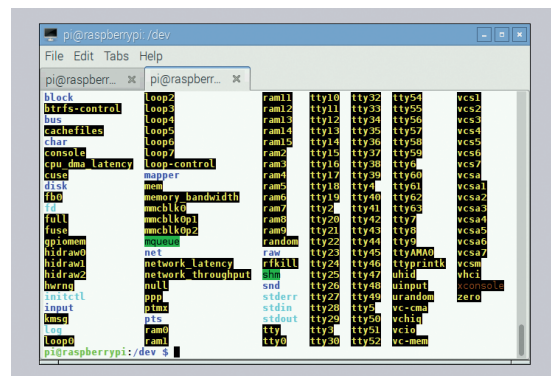 pi@raspberrypi: /dev
File Edit Tabs Help
pi@raspberr... × pi@raspberr... ×
block loop2 ram11 tty10 tty32 tty54 vcs1
btrfs-control loop3 ram12 tty11 tty33 tty55 vcs2
bus loop4 ram13 tty12 tty34 tty56 vcs3
cachefiles loop5 ram14 tty13 tty35 tty57 vcs4
char loop6 ram15 tty14 tty36 tty58 vcs5
console loop7 ram2 tty15 tty37 tty59 vcs6
cpu_dma_latency loop-control ram3 tty16 tty38 tty6 vcs7
cuse mapper ram4 tty17 tty39 tty60 vcsa
disk mem ram5 tty18 tty4 tty61 vcsa1
fb0 memory_bandwidth ram6 tty19 tty40 tty62 vcsa2
fd mmcblk0 ram7 tty2 tty41 tty63 vcsa3
full mmcblk0p1 ram8 tty20 tty42 tty7 vcsa4
fuse mmcblk0p2 ram9 tty21 tty43 tty8 vcsa5
gpiomem mqueue random tty22 tty44 tty9 vcsa6
hidraw0 net raw tty23 tty45 ttyAMA0 vcsa7
hidraw1 network_latency rfkill tty24 tty46 ttyprintk vcsm
hidraw2 network_throughput shm tty25 tty47 uhid vhci
hwrng null snd tty26 tty48 uinput xconsole
initctl ppp stderr tty27 tty49 urandom zero
input ptmx stdin tty28 tty5 vc-cma
kmsg pts stdout tty29 tty50 vchiq
log ram0 tty tty3 tty51 vcio
loop0 ram1 tty0 tty30 tty52 vc-mem
pi@raspberrypi:/dev $